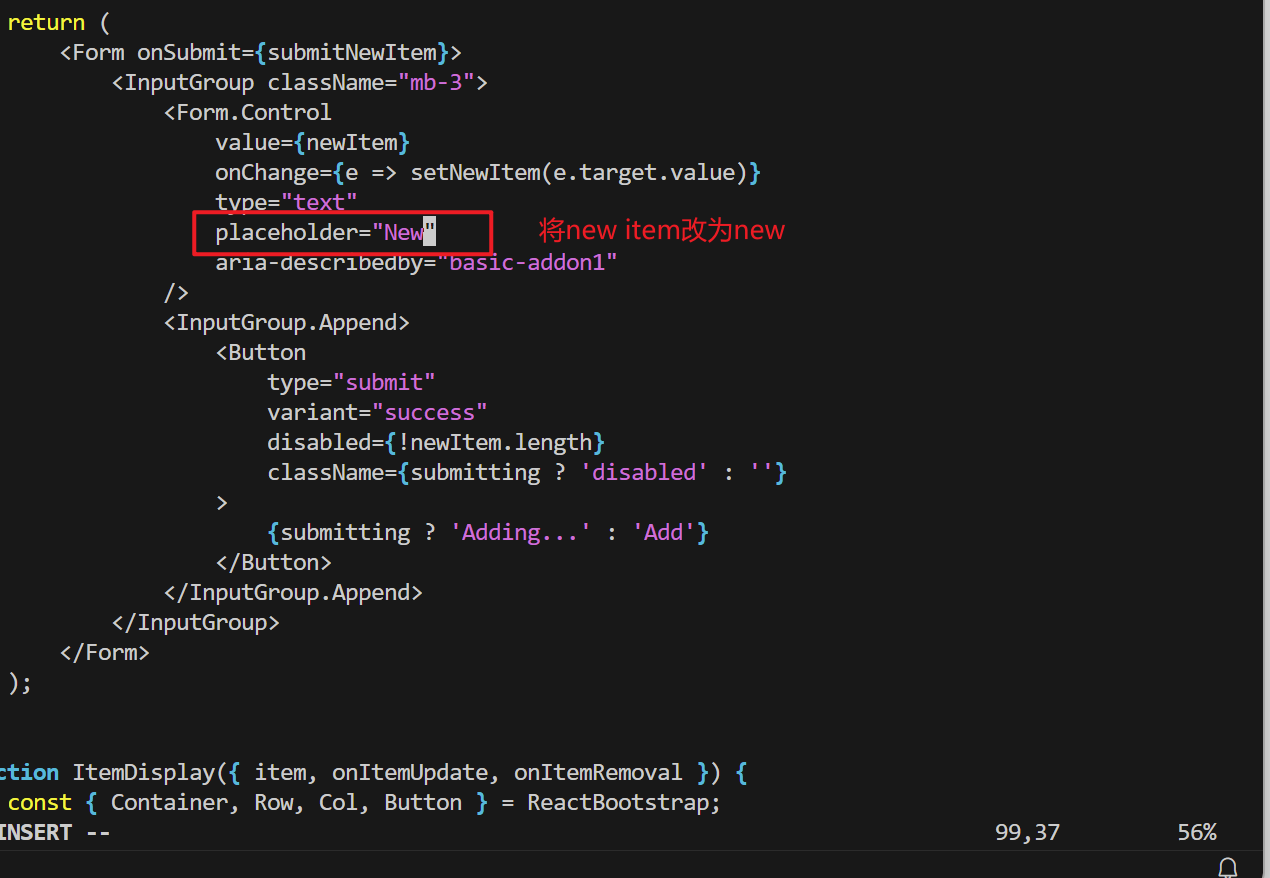 return (
<Form onSubmit={submitNewItem}>
<InputGroup className="mb-3">
<Form.Control
value={newItem}
onChange={e => setNewItem(e.target.value)}
type="text"
placeholder="New" 将new item改为new
aria-describedby="basic-addon1"
/>
<InputGroup.Append>
<Button
type="submit"
variant="success"
disabled={!newItem.length}
className={submitting ? 'disabled' : ''}
>
{submitting ? 'Adding...' : 'Add'}
</Button>
</InputGroup.Append>
</InputGroup>
</Form>
);
ction ItemDisplay({ item, onItemUpdate, onItemRemoval }) {
const { Container, Row, Col, Button } = ReactBootstrap;
INSERT -- 99,37 56%